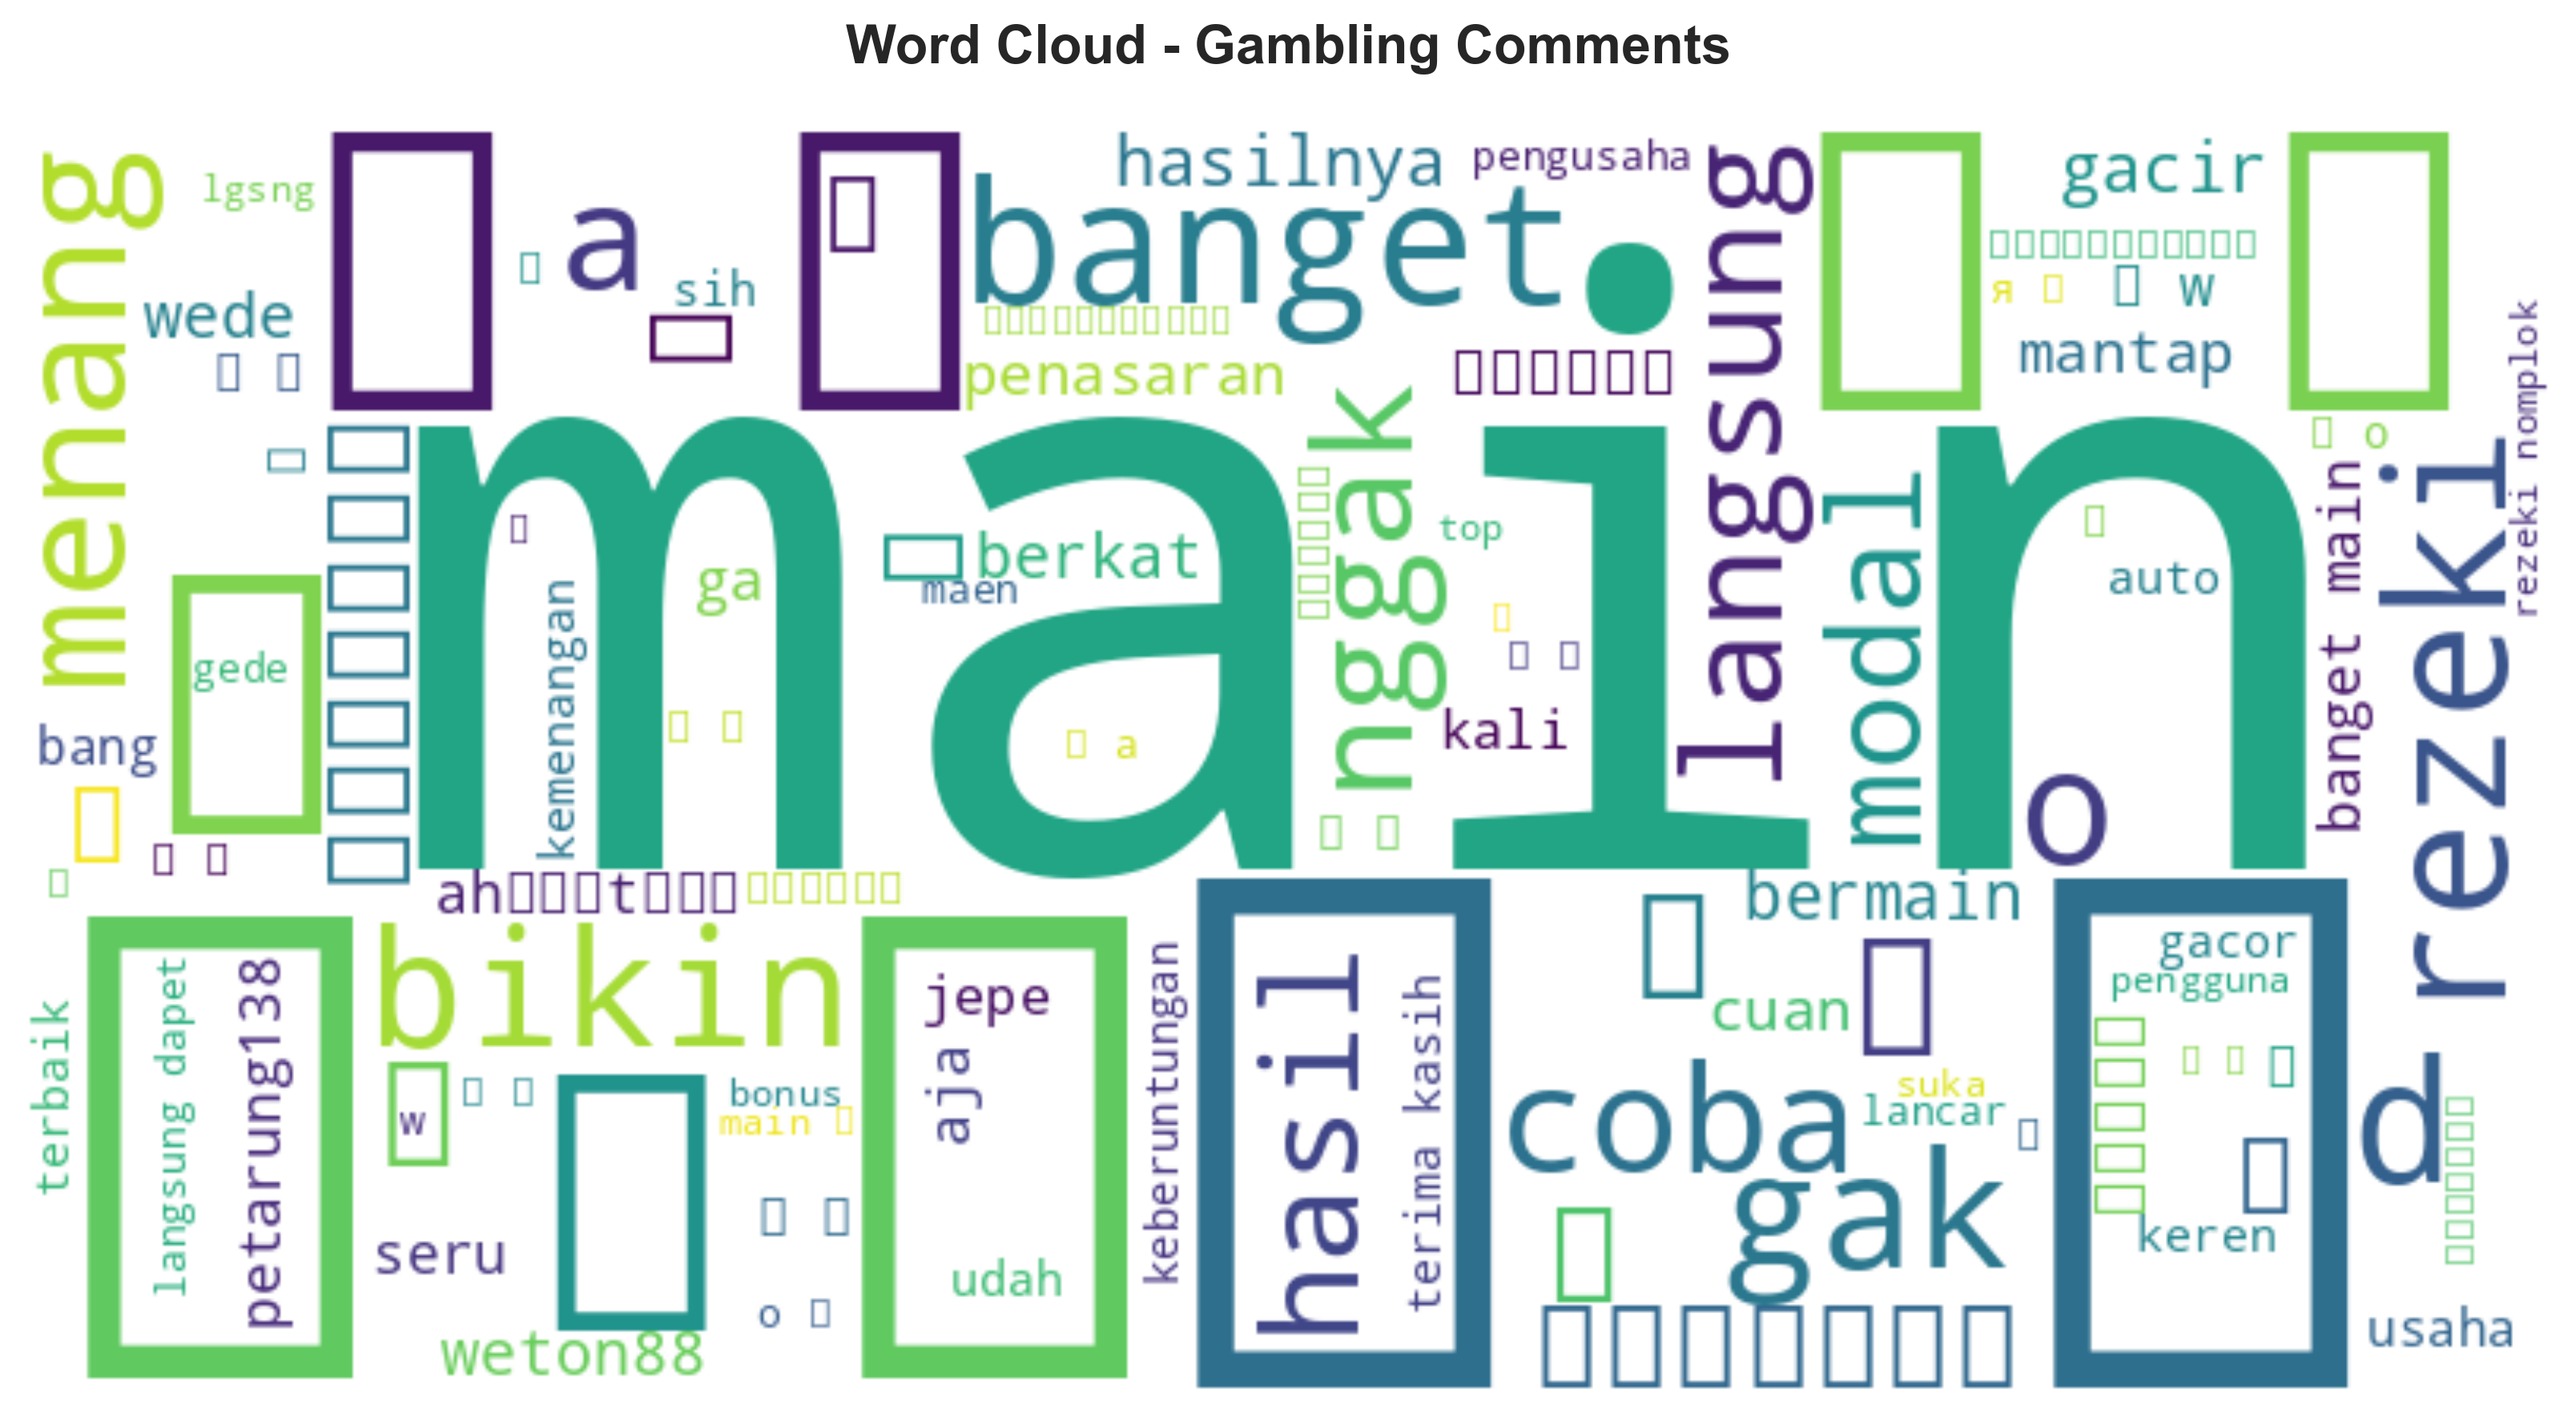 Word Cloud - Gambling Comments
menang
lgsng
wede
a
sih
banget
hasilnya
pengusaha
penasaran
langsung
gacir
я
w
mantap
o
rezeki nomplok
rezeki
banget main
main
kemenangan
ga
berkat
maen
a
nggak
top
kali
modal
auto
o
gede
bang
bikin
terbaik
langsung dapet
petarung138
w
seru
weton88
bonus
main
o
jepe
aja
udah
keberuntungan
hasil
terima kasih
bermain
cuan
coba
gak
suka
lancar
gacor
pengguna
keren
d
usaha